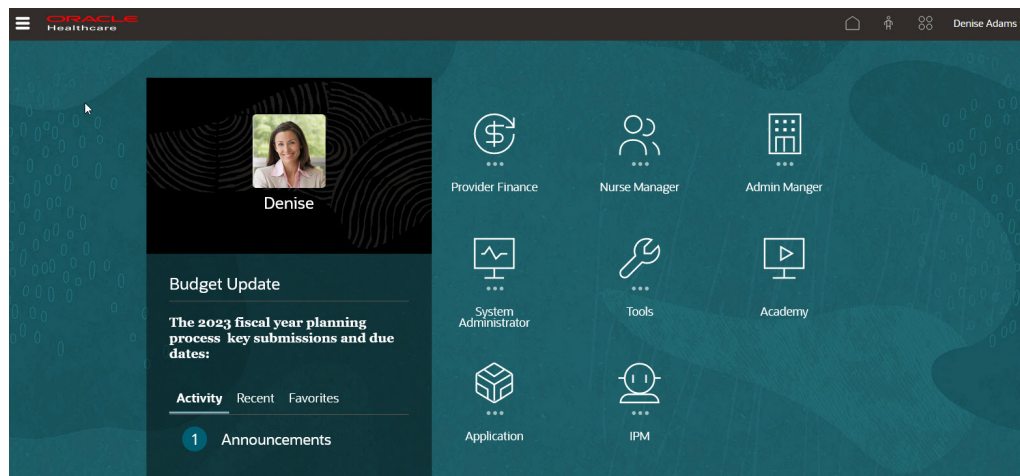 ORACLE
Healthcare
Denise Adams
Denise
Budget Update
The 2023 fiscal year planning
process key submissions and due
dates:
Activity Recent Favorites
1 Announcements
Provider Finance
Nurse Manager
Admin Manger
System
Administrator
Tools
Academy
Application
IPM